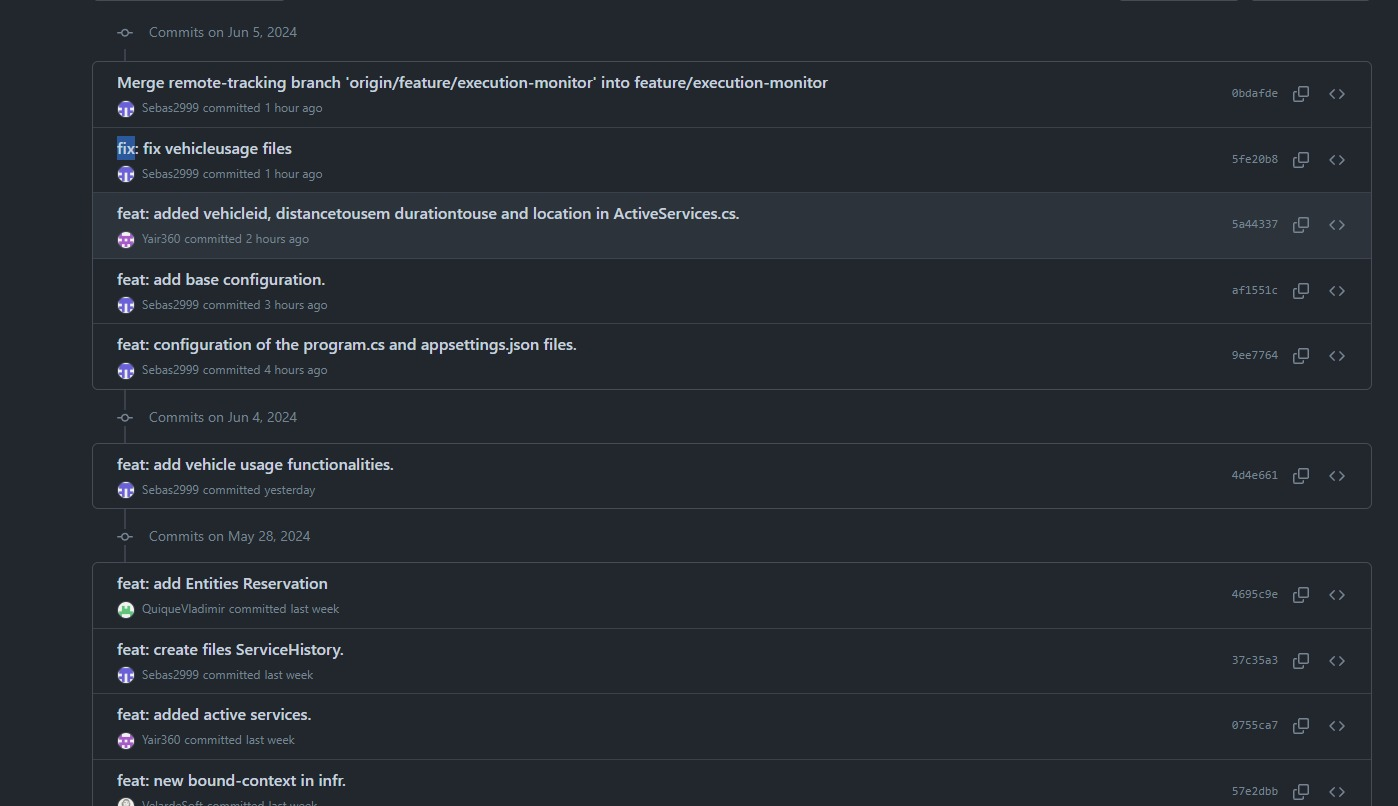 Commits on Jun 5, 2024
Merge remote-tracking branch 'origin/feature/execution-monitor' into feature/execution-monitor
Sebas2999 committed 1 hour ago
0bdafde
fix: fix vehicleusage files
Sebas2999 committed 1 hour ago
5fe20b8
feat: added vehicleid, distancetousem durationtouse and location in ActiveServices.cs.
Yair360 committed 2 hours ago
5a44337
feat: add base configuration.
Sebas2999 committed 3 hours ago
af1551c
feat: configuration of the program.cs and appsettings.json files.
Sebas2999 committed 4 hours ago
9ee7764
Commits on Jun 4, 2024
feat: add vehicle usage functionalities.
Sebas2999 committed yesterday
4d4e661
Commits on May 28, 2024
feat: add Entities Reservation
QuiqueVladimir committed last week
4695c9e
feat: create files ServiceHistory.
Sebas2999 committed last week
37c35a3
feat: added active services.
Yair360 committed last week
0755ca7
feat: new bound-context in infr.
VelardeSoft committed last week
57e2dbb